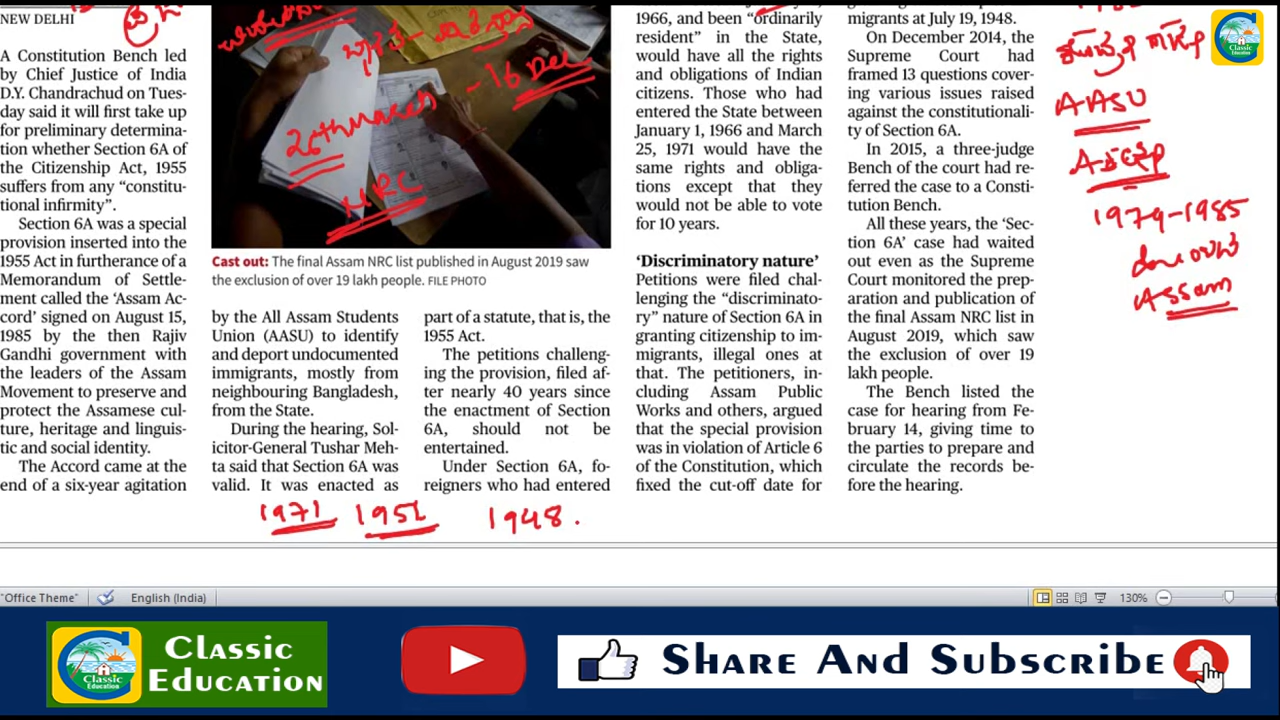 NEW DELHI
A Constitution Bench led
by Chief Justice of India
D.Y. Chandrachud on Tues-
day said it will first take up
for preliminary determina-
tion whether Section 6A of
the Citizenship Act, 1955
suffers from any “constitu-
tional infirmity”.
Section 6A was a special
provision inserted into the
1955 Act in furtherance of a
Memorandum of Settle-
ment called the ‘Assam Ac-
cord’ signed on August 15,
1985 by the then Rajiv
Gandhi government with
the leaders of the Assam
Movement to preserve and
protect the Assamese cul-
ture, heritage and linguis-
tic and social identity.
The Accord came at the
end of a six-year agitation
- 16 Dec
NRC
Cast out: The final Assam NRC list published in August 2019 saw
the exclusion of over 19 lakh people. FILE PHOTO
by the All Assam Students
Union (AASU) to identify
and deport undocumented
immigrants, mostly from
neighbouring Bangladesh,
from the State.
During the hearing, Sol-
icitor-General Tushar Meh-
ta said that Section 6A was
valid. It was enacted as
part of a statute, that is, the
1955 Act.
The petitions challeng-
ing the provision, filed af-
ter nearly 40 years since
the enactment of Section
6A, should not be
entertained.
Under Section 6A, fo-
reigners who had entered
1971 1951 1948.
1966, and been “ordinarily
resident” in the State,
would have all the rights
and obligations of Indian
citizens. Those who had
entered the State between
January 1, 1966 and March
25, 1971 would have the
same rights and obliga-
tions except that they
would not be able to vote
for 10 years.
‘Discriminatory nature’
Petitions were filed chal-
lenging the “discriminato-
ry” nature of Section 6A in
granting citizenship to im-
migrants, illegal ones at
that. The petitioners, in-
cluding Assam Public
Works and others, argued
that the special provision
was in violation of Article 6
of the Constitution, which
fixed the cut-off date for
migrants at July 19, 1948.
On December 2014, the
Supreme Court had
framed 13 questions cover-
ing various issues raised
against the constitutionali-
ty of Section 6A.
In 2015, a three-judge
Bench of the court had re-
ferred the case to a Consti-
tution Bench.
All these years, the ‘Sec-
tion 6A’ case had waited
out even as the Supreme
Court monitored the prep-
aration and publication of
the final Assam NRC list in
August 2019, which saw
the exclusion of over 19
lakh people.
The Bench listed the
case for hearing from Fe-
bruary 14, giving time to
the parties to prepare and
circulate the records be-
fore the hearing.
AASU
1979-1985
Assam
Classic
Education
"Office Theme" English (India) 130%
Classic
Education
Classic
Education
Share And Subscribe